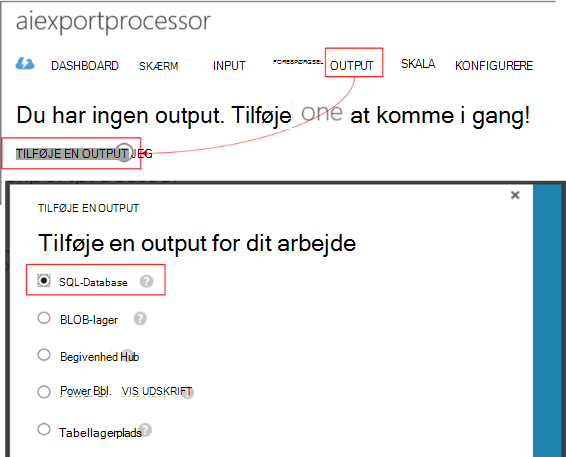 aiexportprocessor
DASHBOARD SKÆRM INPUT FORESPØRGSEL OUTPUT SKALA KONFIGURERE
Du har ingen output. Tilføje one at komme i gang!
TILFØJE EN OUTPUT JEG
TILFØJE EN OUTPUT
Tilføje en output for dit arbejde
SQL-Database ?
BLOB-lager ?
Begivenhed Hub
Power Bbl. VIS UDSKRIFT
Tabellagerplads ?